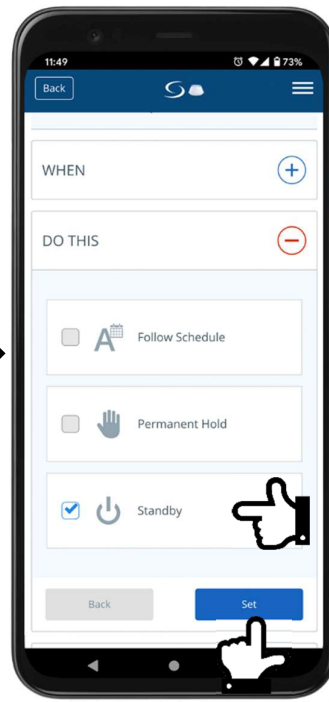 11:49 73%
Back
WHEN
DO THIS
Follow Schedule
Permanent Hold
Standby
Back Set